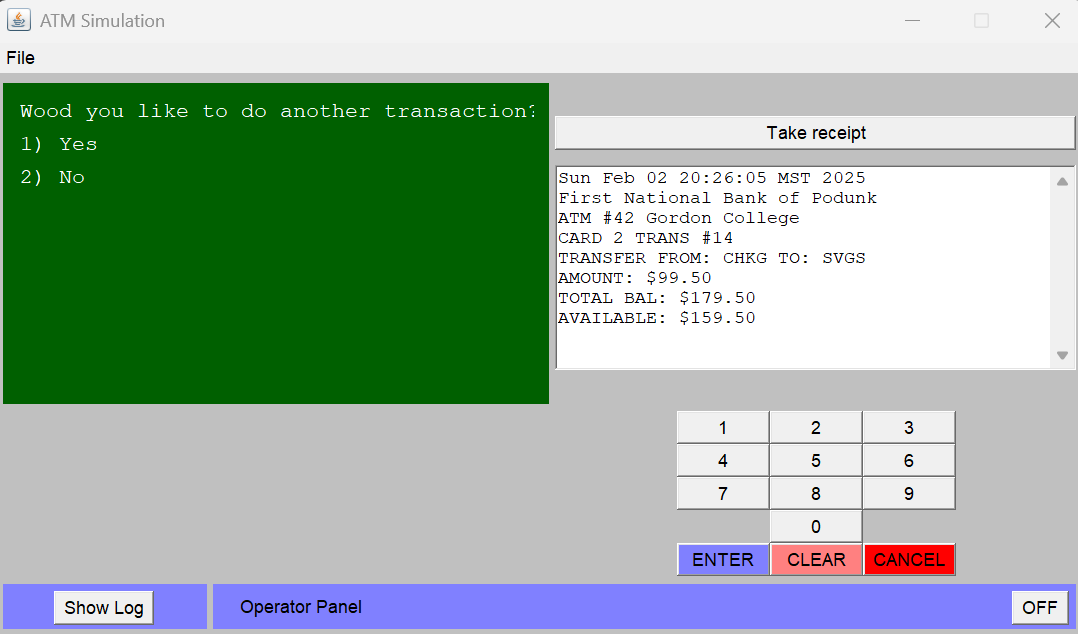 ATM Simulation
File
Wood you like to do another transaction?
1) Yes
2) No
Take receipt
Sun Feb 02 20:26:05 MST 2025
First National Bank of Podunk
ATM #42 Gordon College
CARD 2 TRANS #14
TRANSFER FROM: CHKG TO: SVGS
AMOUNT: $99.50
TOTAL BAL: $179.50
AVAILABLE: $159.50
1 2 3
4 5 6
7 8 9
0
ENTER CLEAR CANCEL
Show Log Operator Panel OFF